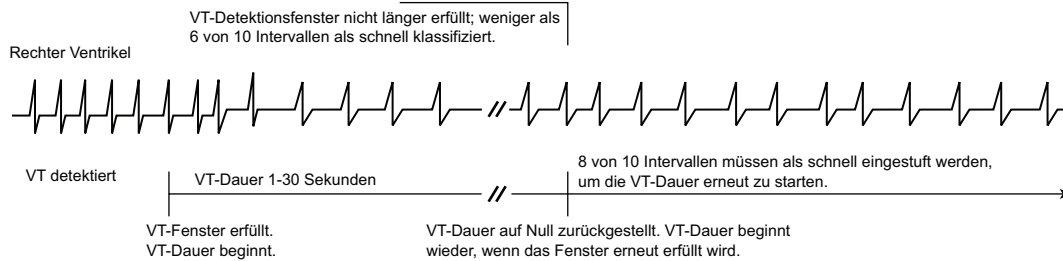 VT-Detektionsfenster nicht länger erfüllt; weniger als
6 von 10 Intervallen als schnell klassifiziert.
Rechter Ventrikel
VT detektiert
VT-Dauer 1-30 Sekunden
8 von 10 Intervallen müssen als schnell eingestuft werden,
um die VT-Dauer erneut zu starten.
VT-Fenster erfüllt.
VT-Dauer beginnt.
VT-Dauer auf Null zurückgestellt. VT-Dauer beginnt
wieder, wenn das Fenster erneut erfüllt wird.